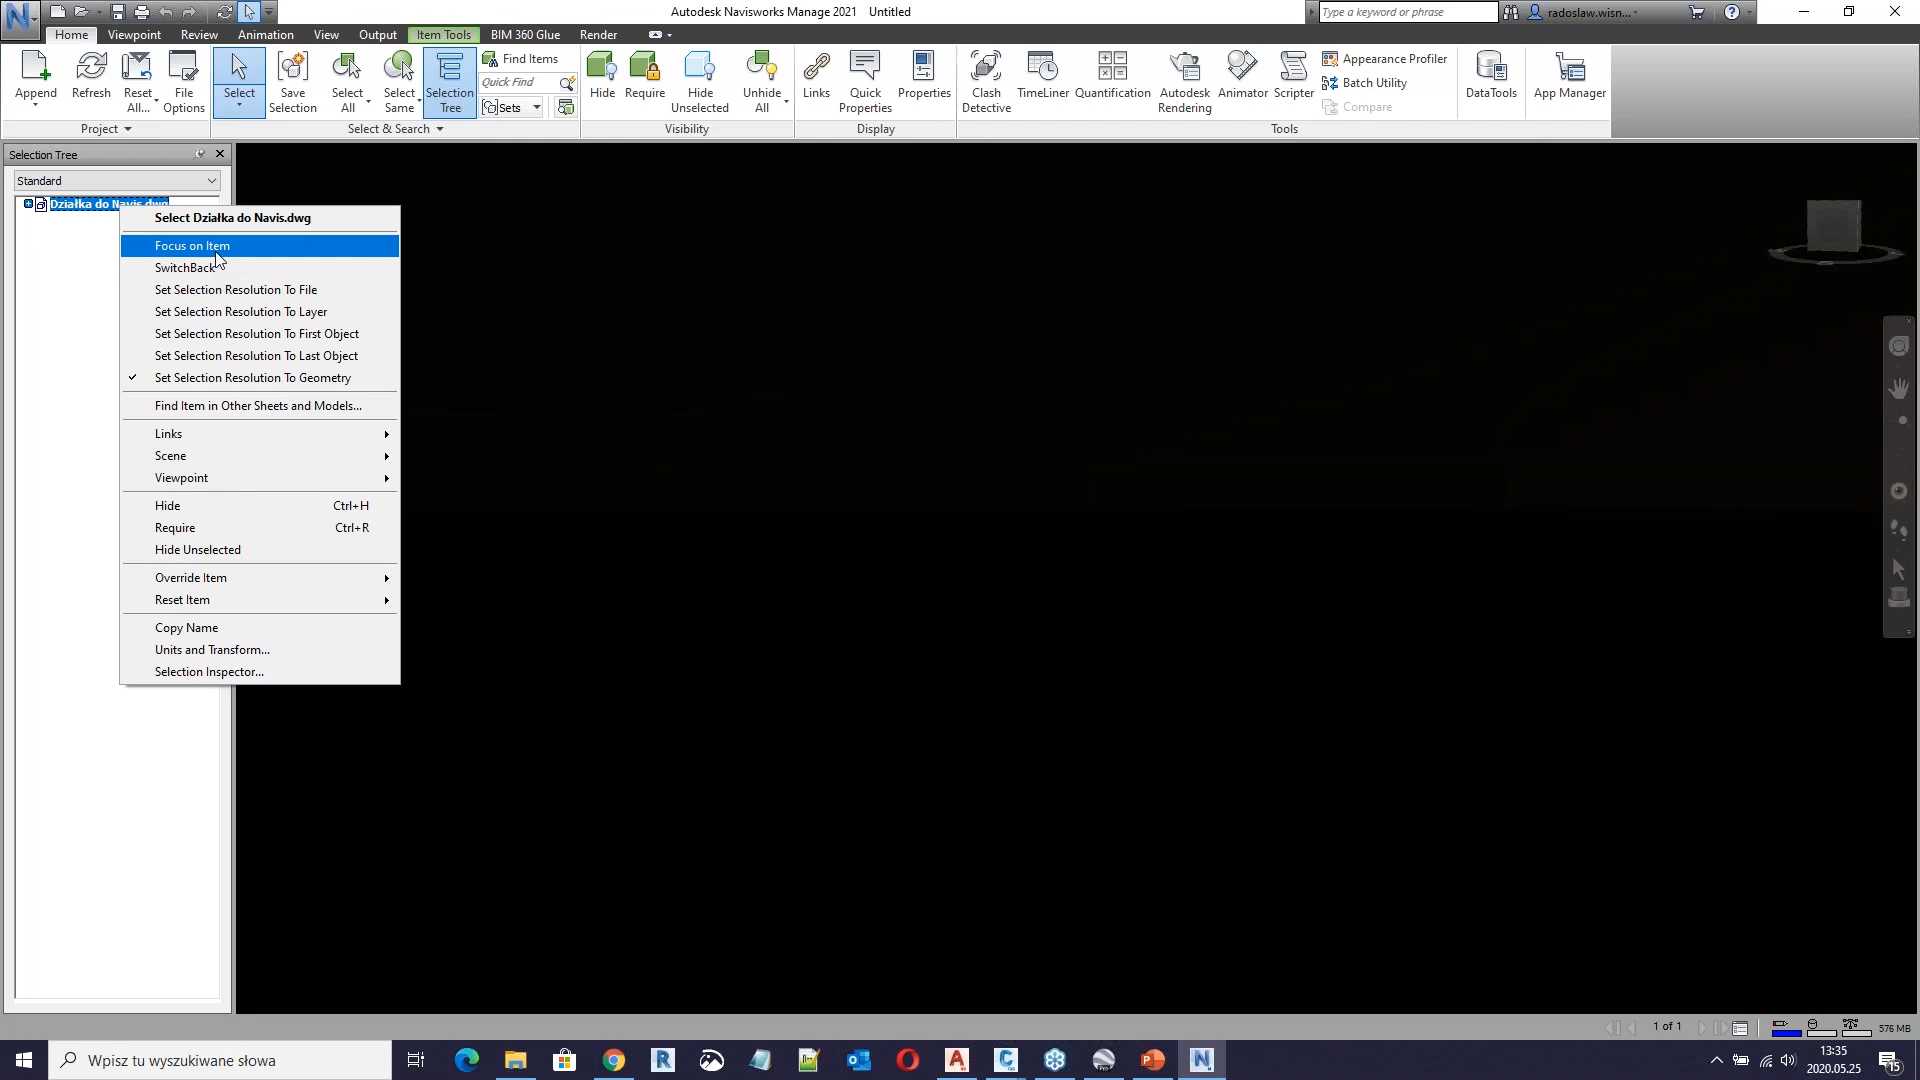 Autodesk Navisworks Manage 2021 Untitled
Type a keyword or phrase
radoslaw.wisn...
Home Viewpoint Review Animation View Output Item Tools BIM 360 Glue Render
Append
Refresh
Reset All...
File Options
Project
Select
Save Selection
Select All
Select Same
Selection Tree
Find Items
Quick Find
Sets
Select & Search
Hide
Require
Hide Unselected
Unhide All
Visibility
Links
Quick Properties
Properties
Display
Clash Detective
TimeLiner
Quantification
Autodesk Rendering
Animator
Scripter
Appearance Profiler
Batch Utility
Compare
Tools
DataTools
App Manager
Selection Tree
Standard
Działka do Navis.dwg
Select Działka do Navis.dwg
Focus on Item
SwitchBack
Set Selection Resolution To File
Set Selection Resolution To Layer
Set Selection Resolution To First Object
Set Selection Resolution To Last Object
Set Selection Resolution To Geometry
Find Item in Other Sheets and Models...
Links
Scene
Viewpoint
Hide Ctrl+H
Require Ctrl+R
Hide Unselected
Override Item
Reset Item
Copy Name
Units and Transform...
Selection Inspector...
1 of 1
576 MB
Wpisz tu wyszukiwane słowa
13:35
2020.05.25
15